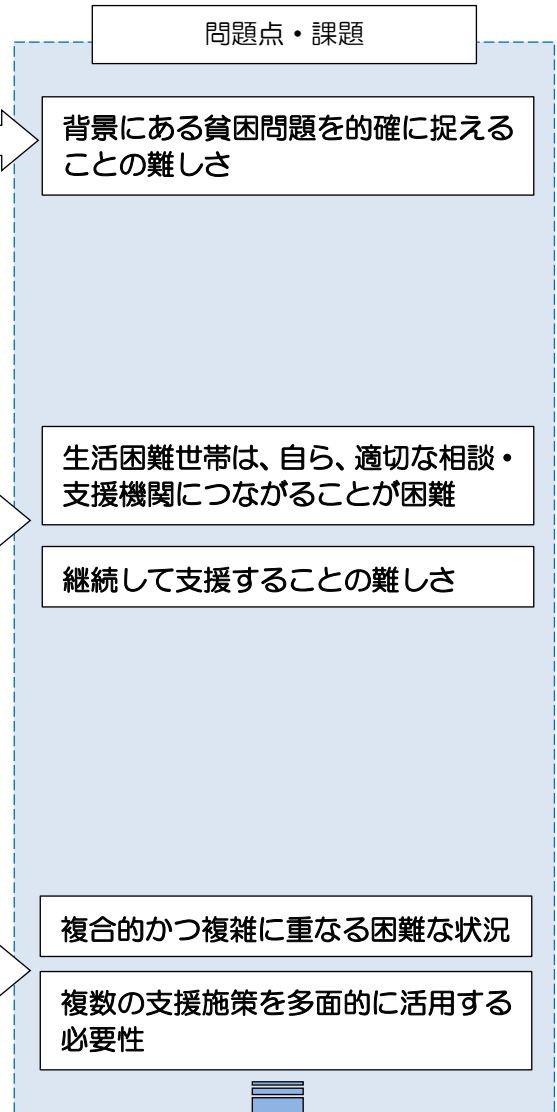 問題点・課題
背景にある貧困問題を的確に捉える
ことの難しさ
生活困難世帯は、自ら、適切な相談・
支援機関につながることが困難
継続して支援することの難しさ
複合的かつ複雑に重なる困難な状況
複数の支援施策を多面的に活用する
必要性